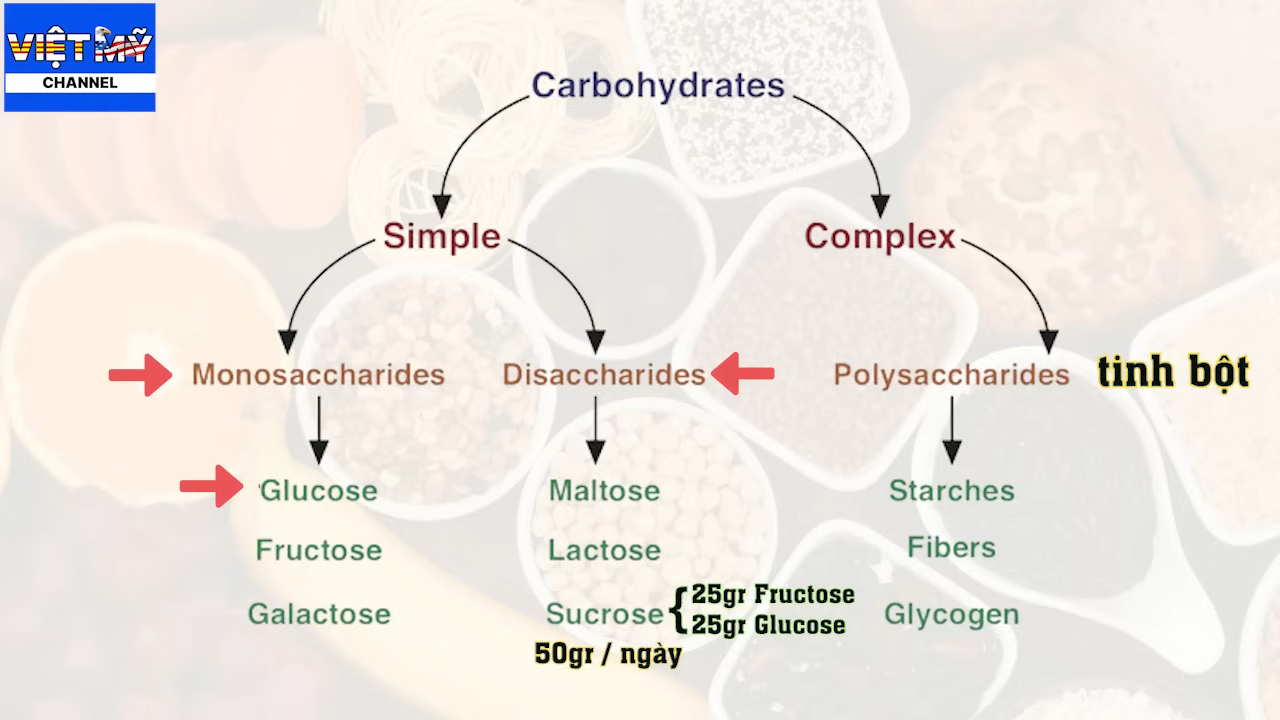 VIỆT MỸ
CHANNEL
Carbohydrates
Simple
Complex
Monosaccharides
Disaccharides
Polysaccharides
tinh bột
Glucose
Maltose
Starches
Fructose
Lactose
Fibers
Galactose
Sucrose
{
25gr Fructose
25gr Glucose
Glycogen
50gr / ngày